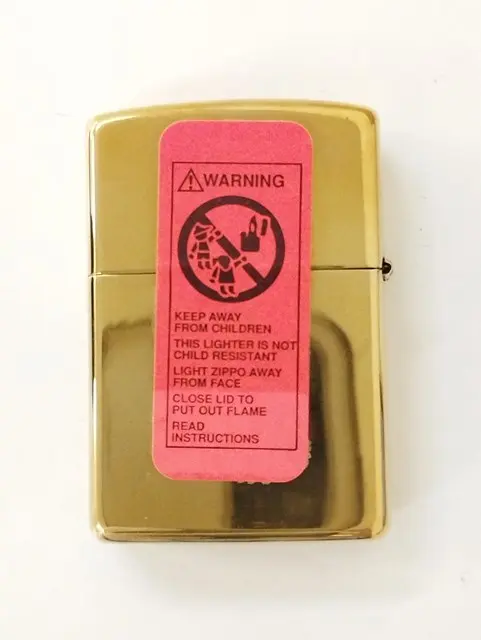 WARNING
KEEP AWAY
FROM CHILDREN
THIS LIGHTER IS NOT
CHILD RESISTANT
LIGHT ZIPPO AWAY
FROM FACE
CLOSE LID TO
PUT OUT FLAME
READ
INSTRUCTIONS